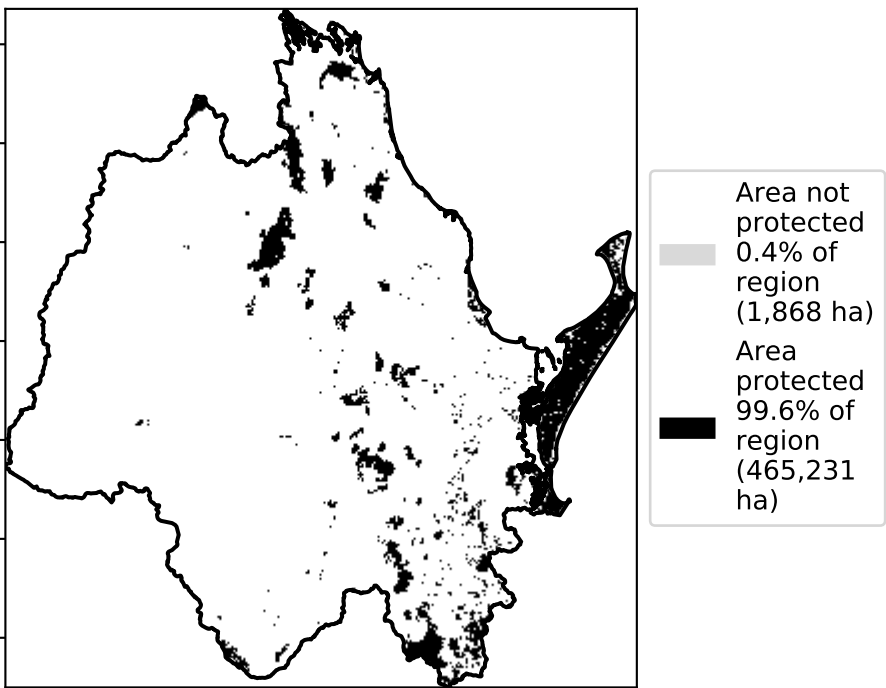 Area not
protected
0.4% of
region
(1,868 ha)
Area
protected
99.6% of
region
(465,231
ha)